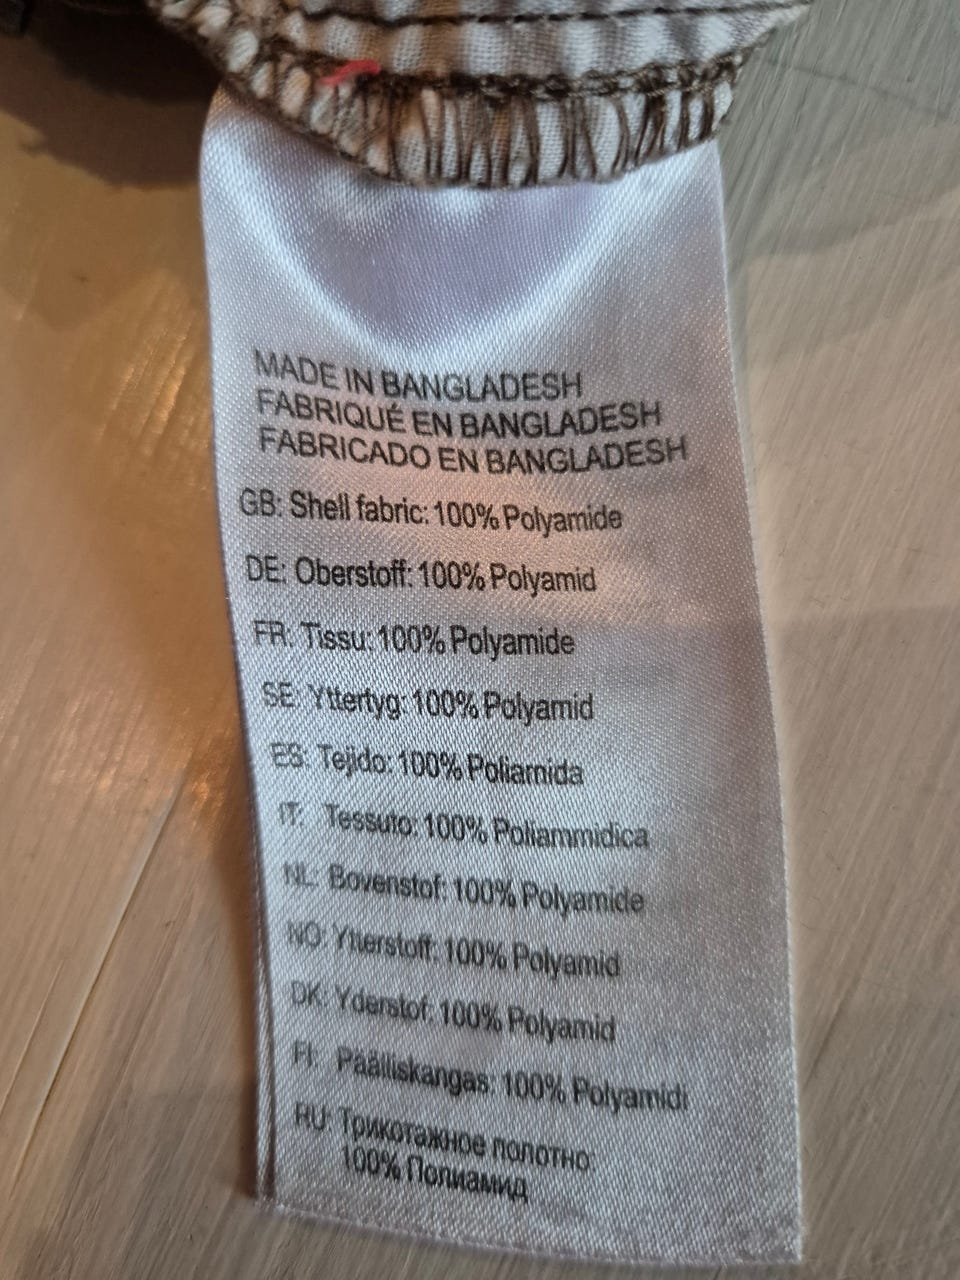 MADE IN BANGLADESH
FABRIQUÉ EN BANGLADESH
FABRICADO EN BANGLADESH
GB: Shell fabric: 100% Polyamide
DE: Oberstoff: 100% Polyamid
FR: Tissu: 100% Polyamide
SE: Yttertyg: 100% Polyamid
ES: Tejido: 100% Poliamida
IT: Tessuto: 100% Poliammidica
NL: Bovenstof: 100% Polyamide
NO: Ytterstoff: 100% Polyamid
DK: Yderstof: 100% Polyamid
FI: Päälliskangas: 100% Polyamidi
RU: Трикотажное полотно:
100% Полиамид